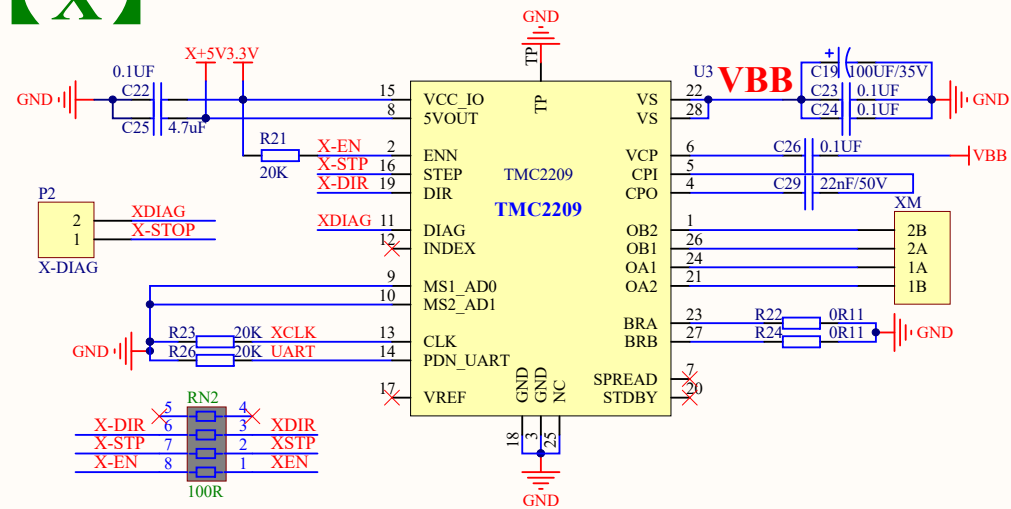 【X】
GND
X+5V 3.3V
0.1UF
C22
GND
C25 4.7uF
R21
20K
X-EN
X-STP
X-DIR
P2
2 XDIAG
1 X-STOP
X-DIAG
XDIAG
TP
TP
U3 VBB
15 VCC_IO
8 5VOUT
2 ENN
16 STEP
19 DIR
11 DIAG
12 INDEX
9 MS1_AD0
10 MS2_AD1
13 CLK
14 PDN_UART
17 VREF
TMC2209
TMC2209
VS 22
VS 28
VCP 6
CPI 5
CPO 4
OB2 1
OB1 26
OA1 24
OA2 21
BRA 23
BRB 27
SPREAD 7
STDBY 20
GND GND NC
18 3 25
GND
+
C19 100UF/35V
C23 0.1UF
C24 0.1UF
GND
C26 0.1UF
VBB
C29 22nF/50V
XM
2B
2A
1A
1B
R22 0R11
R24 0R11
GND
R23 20K XCLK
GND
R26 20K UART
RN2
5 4
X-DIR 6 3 XDIR
X-STP 7 2 XSTP
X-EN 8 1 XEN
100R